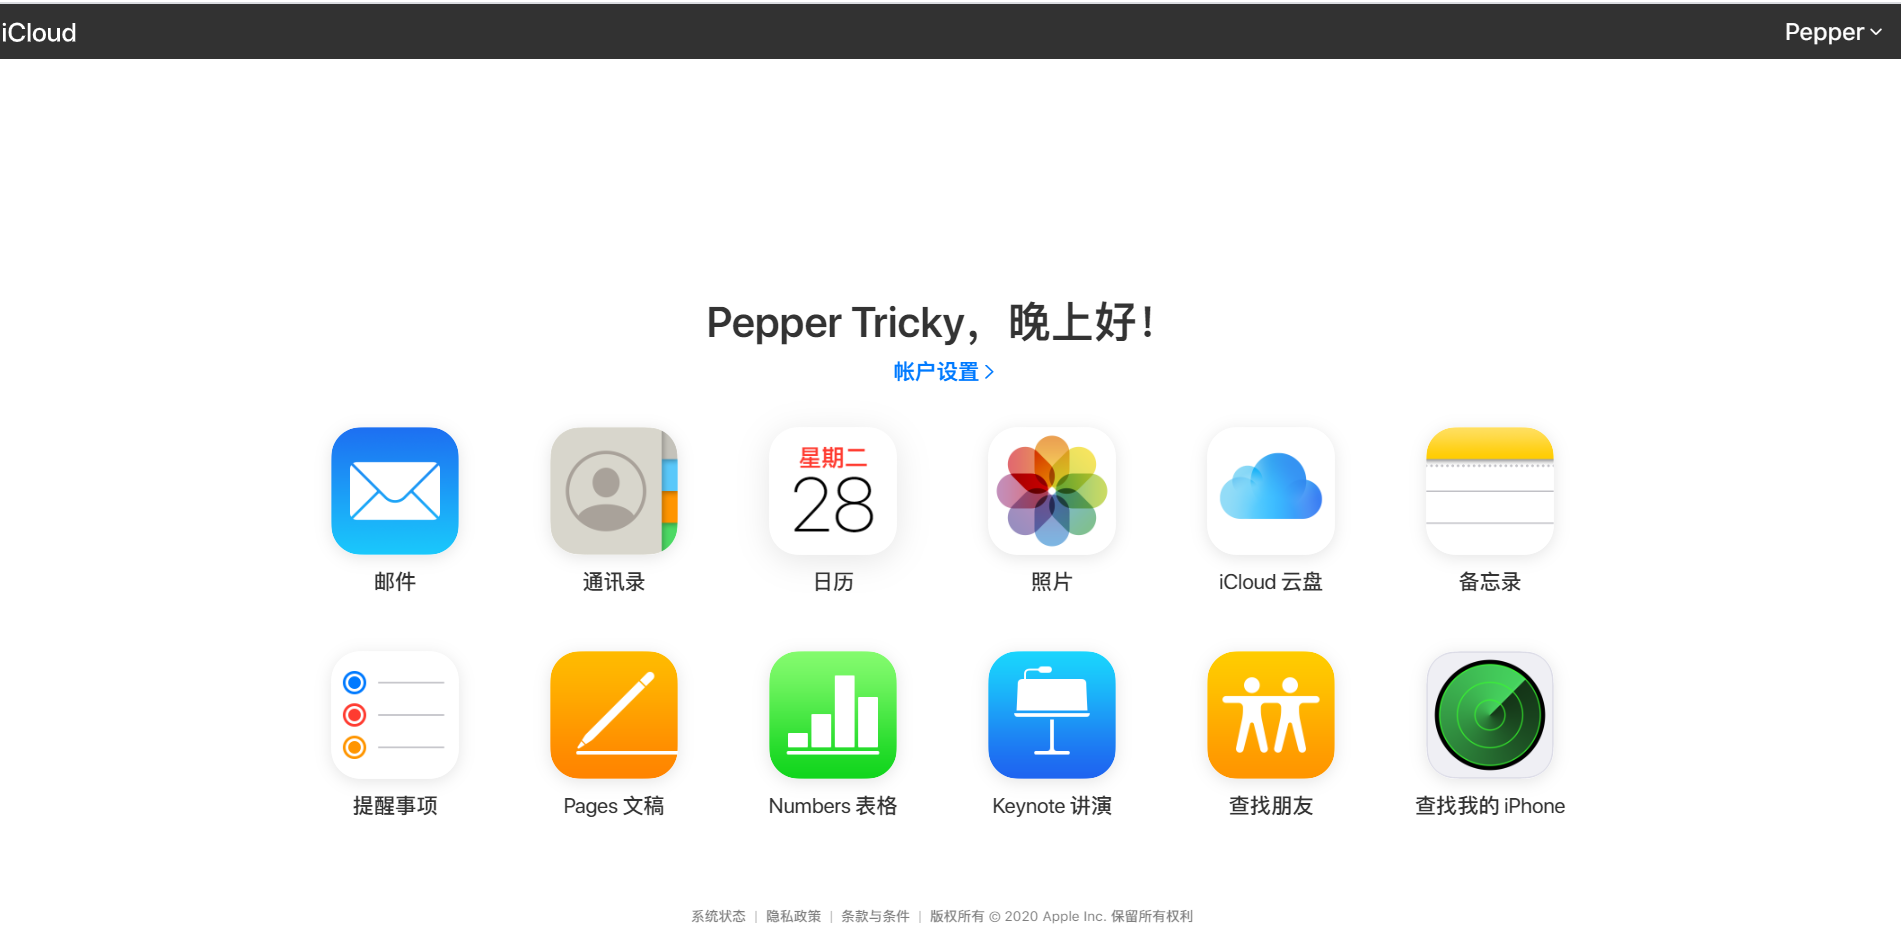 iCloud
Pepper
Pepper Tricky，晚上好！
帐户设置
星期二
28
邮件
通讯录
日历
照片
iCloud 云盘
备忘录
提醒事项
Pages 文稿
Numbers 表格
Keynote 讲演
查找朋友
查找我的 iPhone
系统状态 | 隐私政策 | 条款与条件 | 版权所有 © 2020 Apple Inc. 保留所有权利